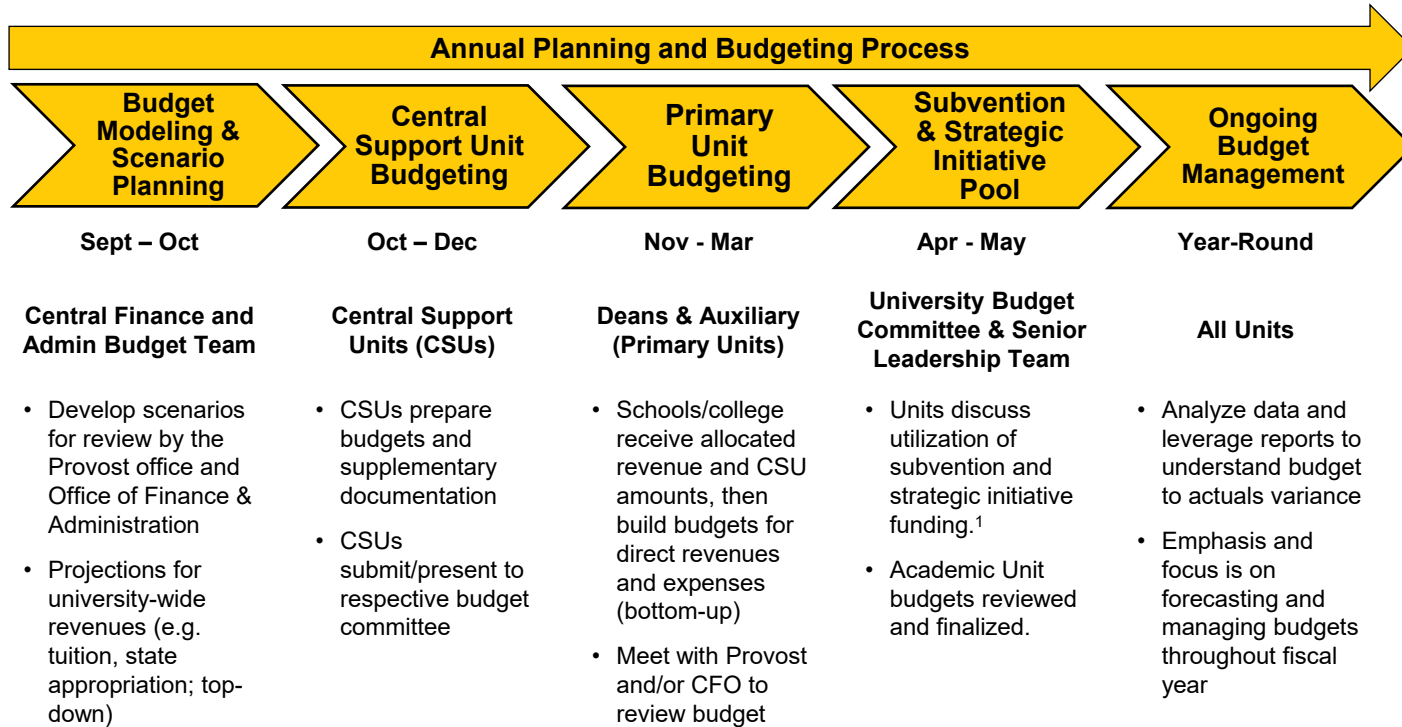 Annual Planning and Budgeting Process
Budget
Modeling &
Scenario
Planning
Central
Support Unit
Budgeting
Primary
Unit
Budgeting
Subvention
& Strategic
Initiative
Pool
Ongoing
Budget
Management
Sept – Oct
Oct – Dec
Nov - Mar
Apr - May
Year-Round
Central Finance and
Admin Budget Team
Central Support
Units (CSUs)
Deans & Auxiliary
(Primary Units)
University Budget
Committee & Senior
Leadership Team
All Units
• Develop scenarios
for review by the
Provost office and
Office of Finance &
Administration
• Projections for
university-wide
revenues (e.g.
tuition, state
appropriation; top-
down)
• CSUs prepare
budgets and
supplementary
documentation
• CSUs
submit/present to
respective budget
committee
• Schools/college
receive allocated
revenue and CSU
amounts, then
build budgets for
direct revenues
and expenses
(bottom-up)
• Meet with Provost
and/or CFO to
review budget
• Units discuss
utilization of
subvention and
strategic initiative
funding.¹
• Academic Unit
budgets reviewed
and finalized.
• Analyze data and
leverage reports to
understand budget
to actuals variance
• Emphasis and
focus is on
forecasting and
managing budgets
throughout fiscal
year